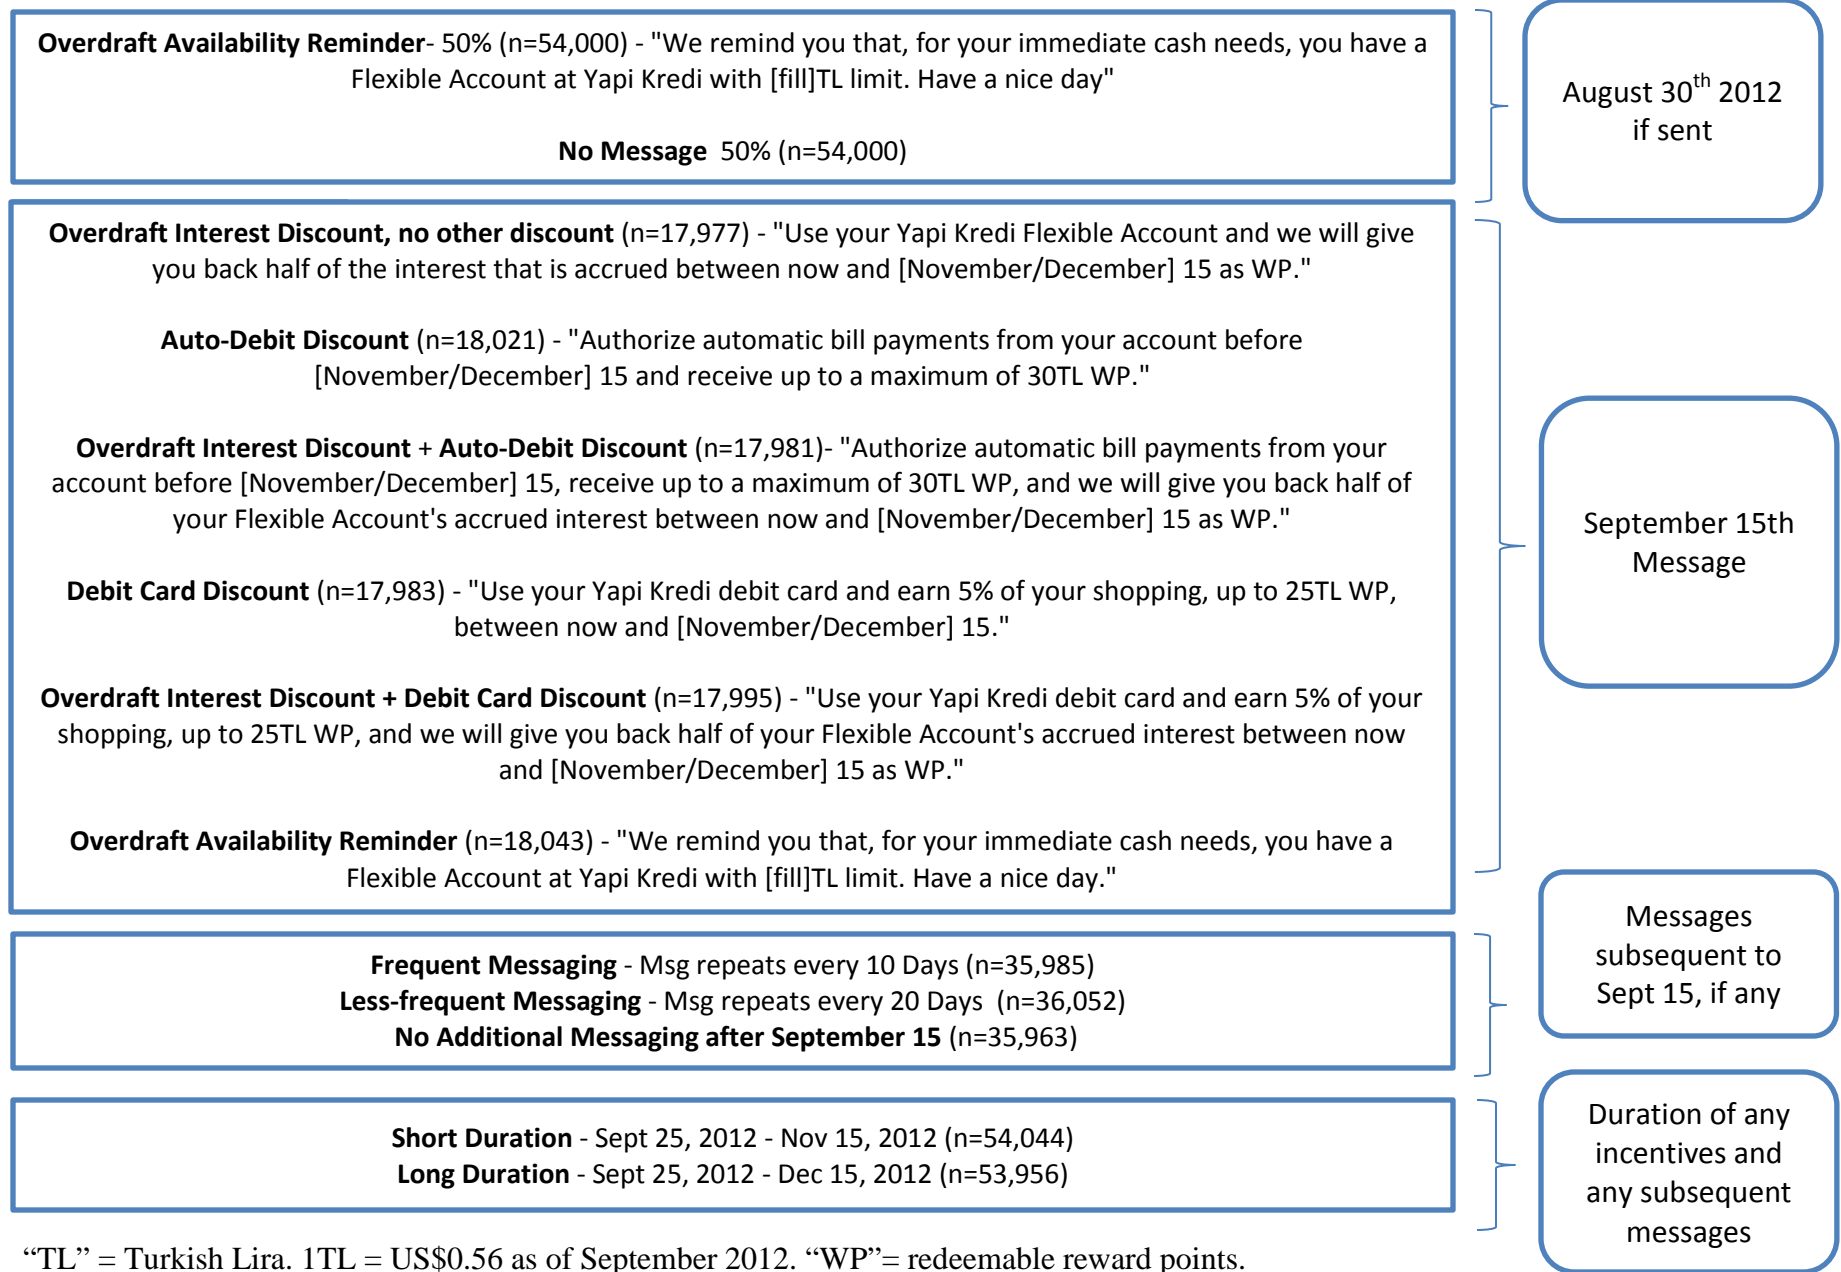 Overdraft Availability Reminder- 50% (n=54,000) - "We remind you that, for your immediate cash needs, you have a
Flexible Account at Yapi Kredi with [fill]TL limit. Have a nice day"
No Message 50% (n=54,000)
August 30th 2012
if sent
Overdraft Interest Discount, no other discount (n=17,977) - "Use your Yapi Kredi Flexible Account and we will give
you back half of the interest that is accrued between now and [November/December] 15 as WP."
Auto-Debit Discount (n=18,021) - "Authorize automatic bill payments from your account before
[November/December] 15 and receive up to a maximum of 30TL WP."
Overdraft Interest Discount + Auto-Debit Discount (n=17,981)- "Authorize automatic bill payments from your
account before [November/December] 15, receive up to a maximum of 30TL WP, and we will give you back half of
your Flexible Account's accrued interest between now and [November/December] 15 as WP."
Debit Card Discount (n=17,983) - "Use your Yapi Kredi debit card and earn 5% of your shopping, up to 25TL WP,
between now and [November/December] 15."
Overdraft Interest Discount + Debit Card Discount (n=17,995) - "Use your Yapi Kredi debit card and earn 5% of your
shopping, up to 25TL WP, and we will give you back half of your Flexible Account's accrued interest between now
and [November/December] 15 as WP."
Overdraft Availability Reminder (n=18,043) - "We remind you that, for your immediate cash needs, you have a
Flexible Account at Yapi Kredi with [fill]TL limit. Have a nice day."
September 15th
Message
Frequent Messaging - Msg repeats every 10 Days (n=35,985)
Less-frequent Messaging - Msg repeats every 20 Days (n=36,052)
No Additional Messaging after September 15 (n=35,963)
Messages
subsequent to
Sept 15, if any
Short Duration - Sept 25, 2012 - Nov 15, 2012 (n=54,044)
Long Duration - Sept 25, 2012 - Dec 15, 2012 (n=53,956)
Duration of any
incentives and
any subsequent
messages
“TL” = Turkish Lira. 1TL = US$0.56 as of September 2012. “WP”= redeemable reward points.